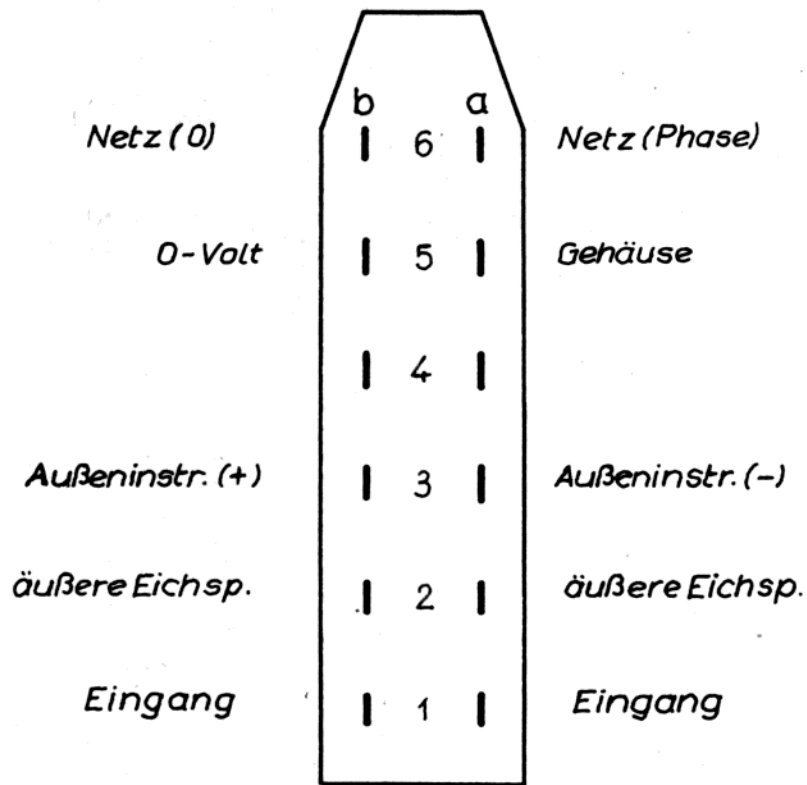 b a
Netz (0) 6 Netz (Phase)
0-Volt 5 Gehäuse
4
Außeninstr. (+) 3 Außeninstr. (-)
äußere Eichsp. 2 äußere Eichsp.
Eingang 1 Eingang